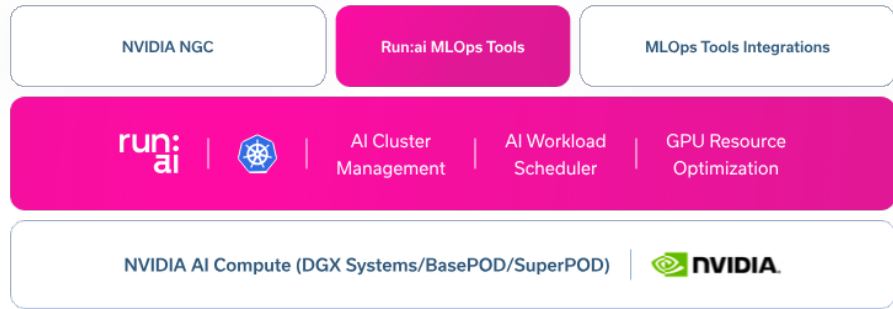 NVIDIA NGC
Run:ai MLOps Tools
MLOps Tools Integrations
run:
ai
AI Cluster
Management
AI Workload
Scheduler
GPU Resource
Optimization
NVIDIA AI Compute (DGX Systems/BasePOD/SuperPOD)
NVIDIA.